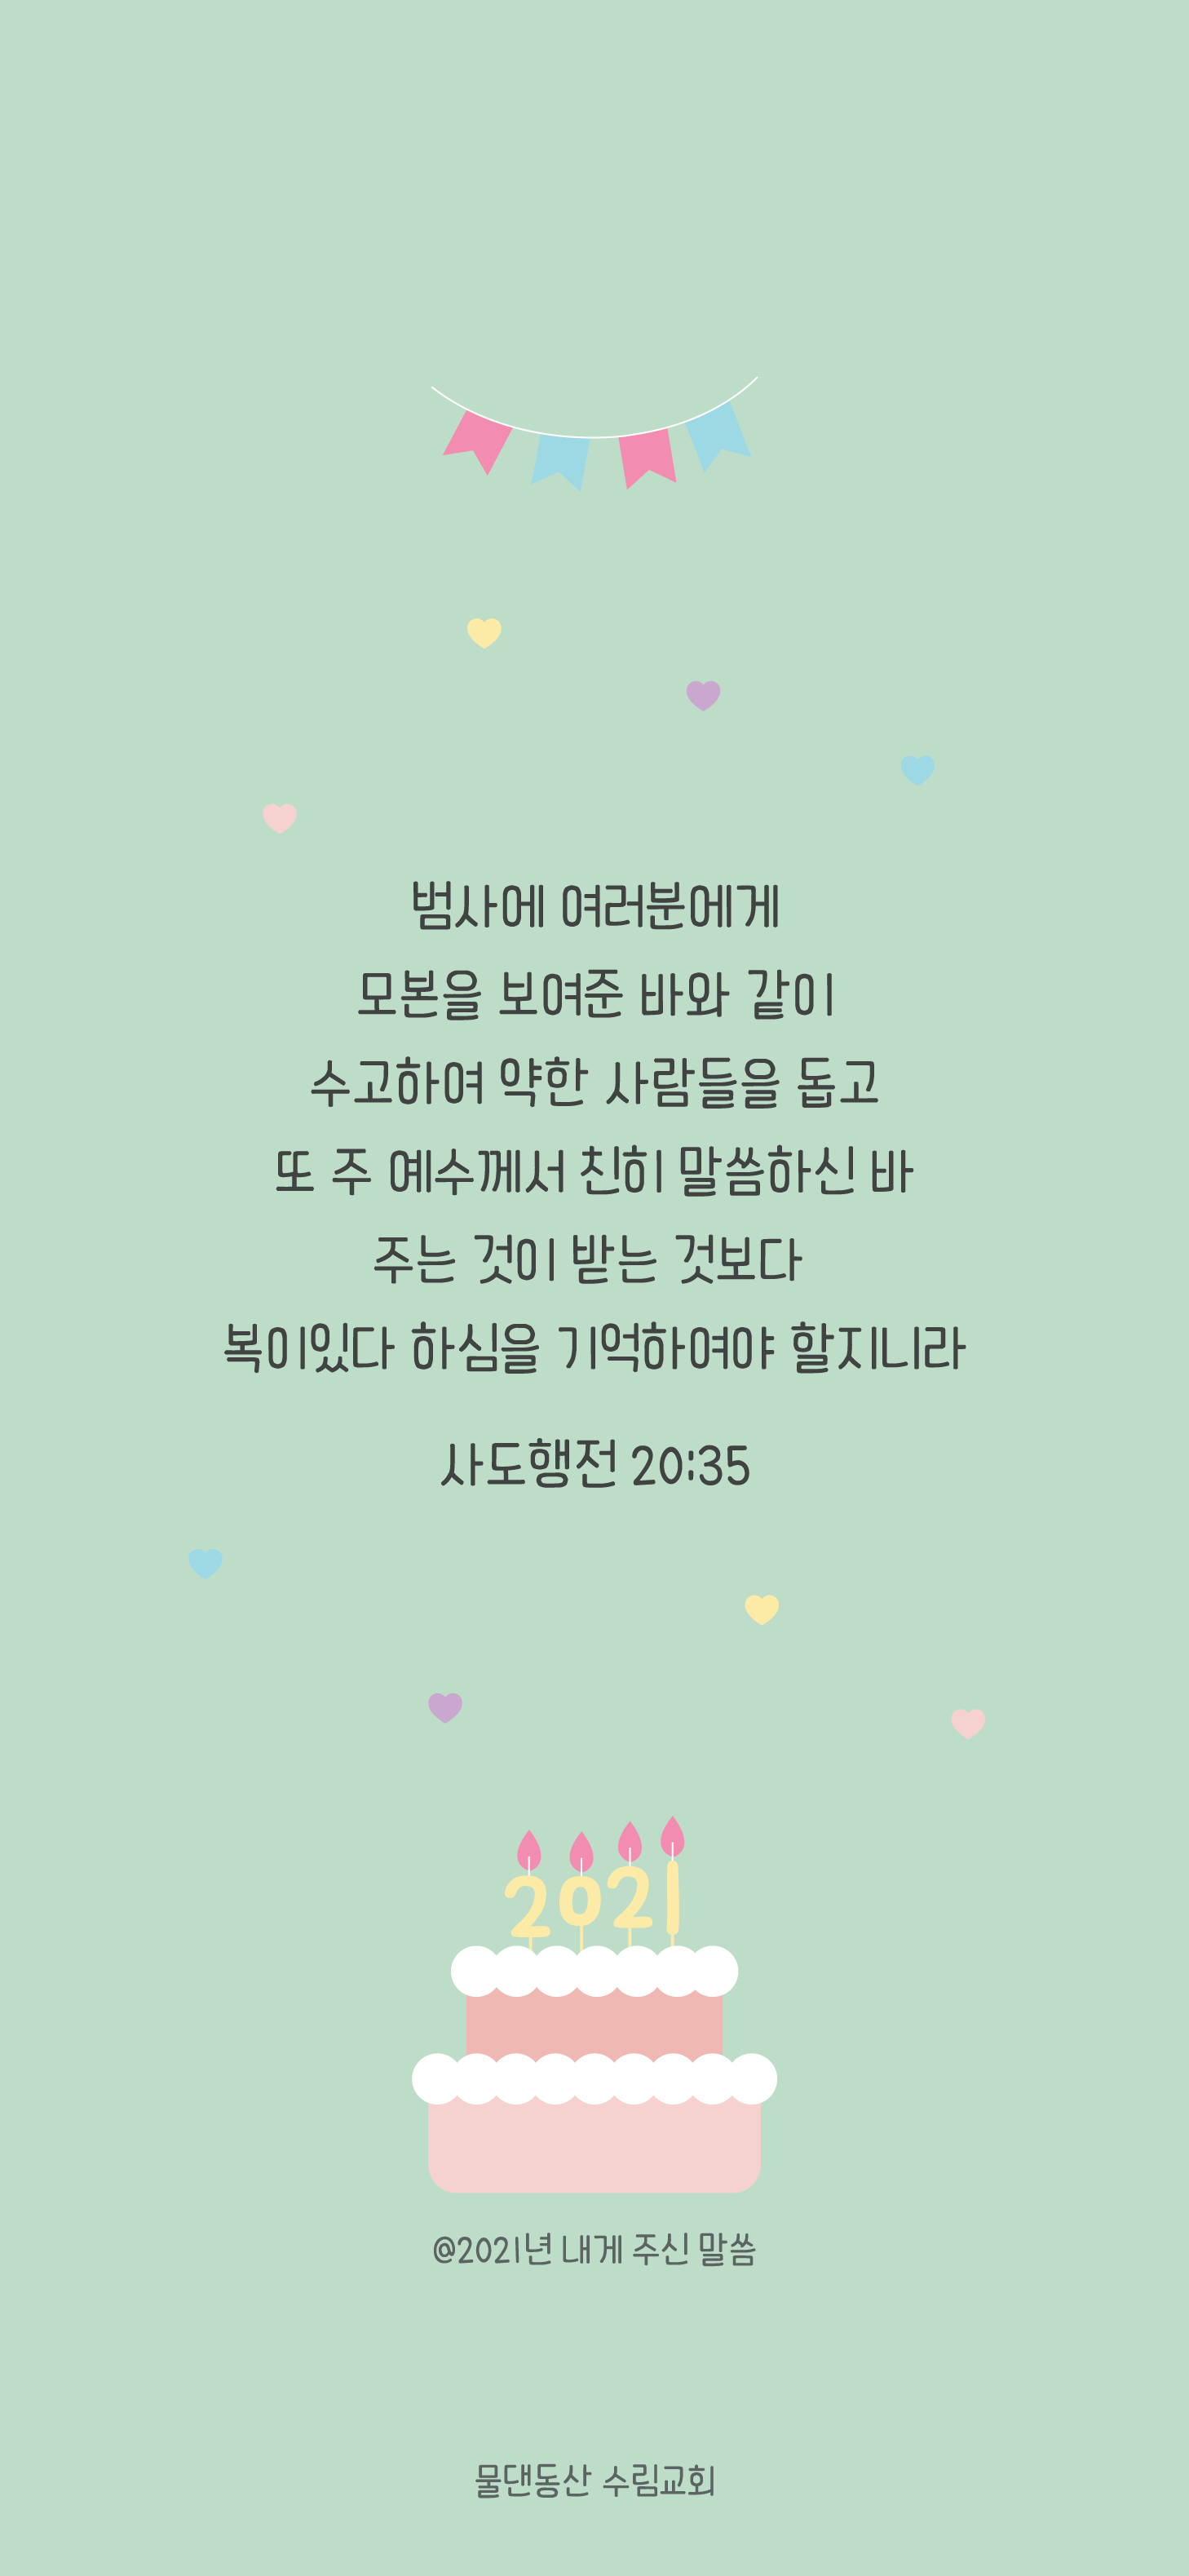 범사에 여러분에게
모본을 보여준 바와 같이
수고하여 약한 사람들을 돕고
또 주 예수께서 친히 말씀하신 바
주는 것이 받는 것보다
복이있다 하심을 기억하여야 할지니라
사도행전 20:35
2021
@2021년 내게 주신 말씀
물댄동산 수림교회